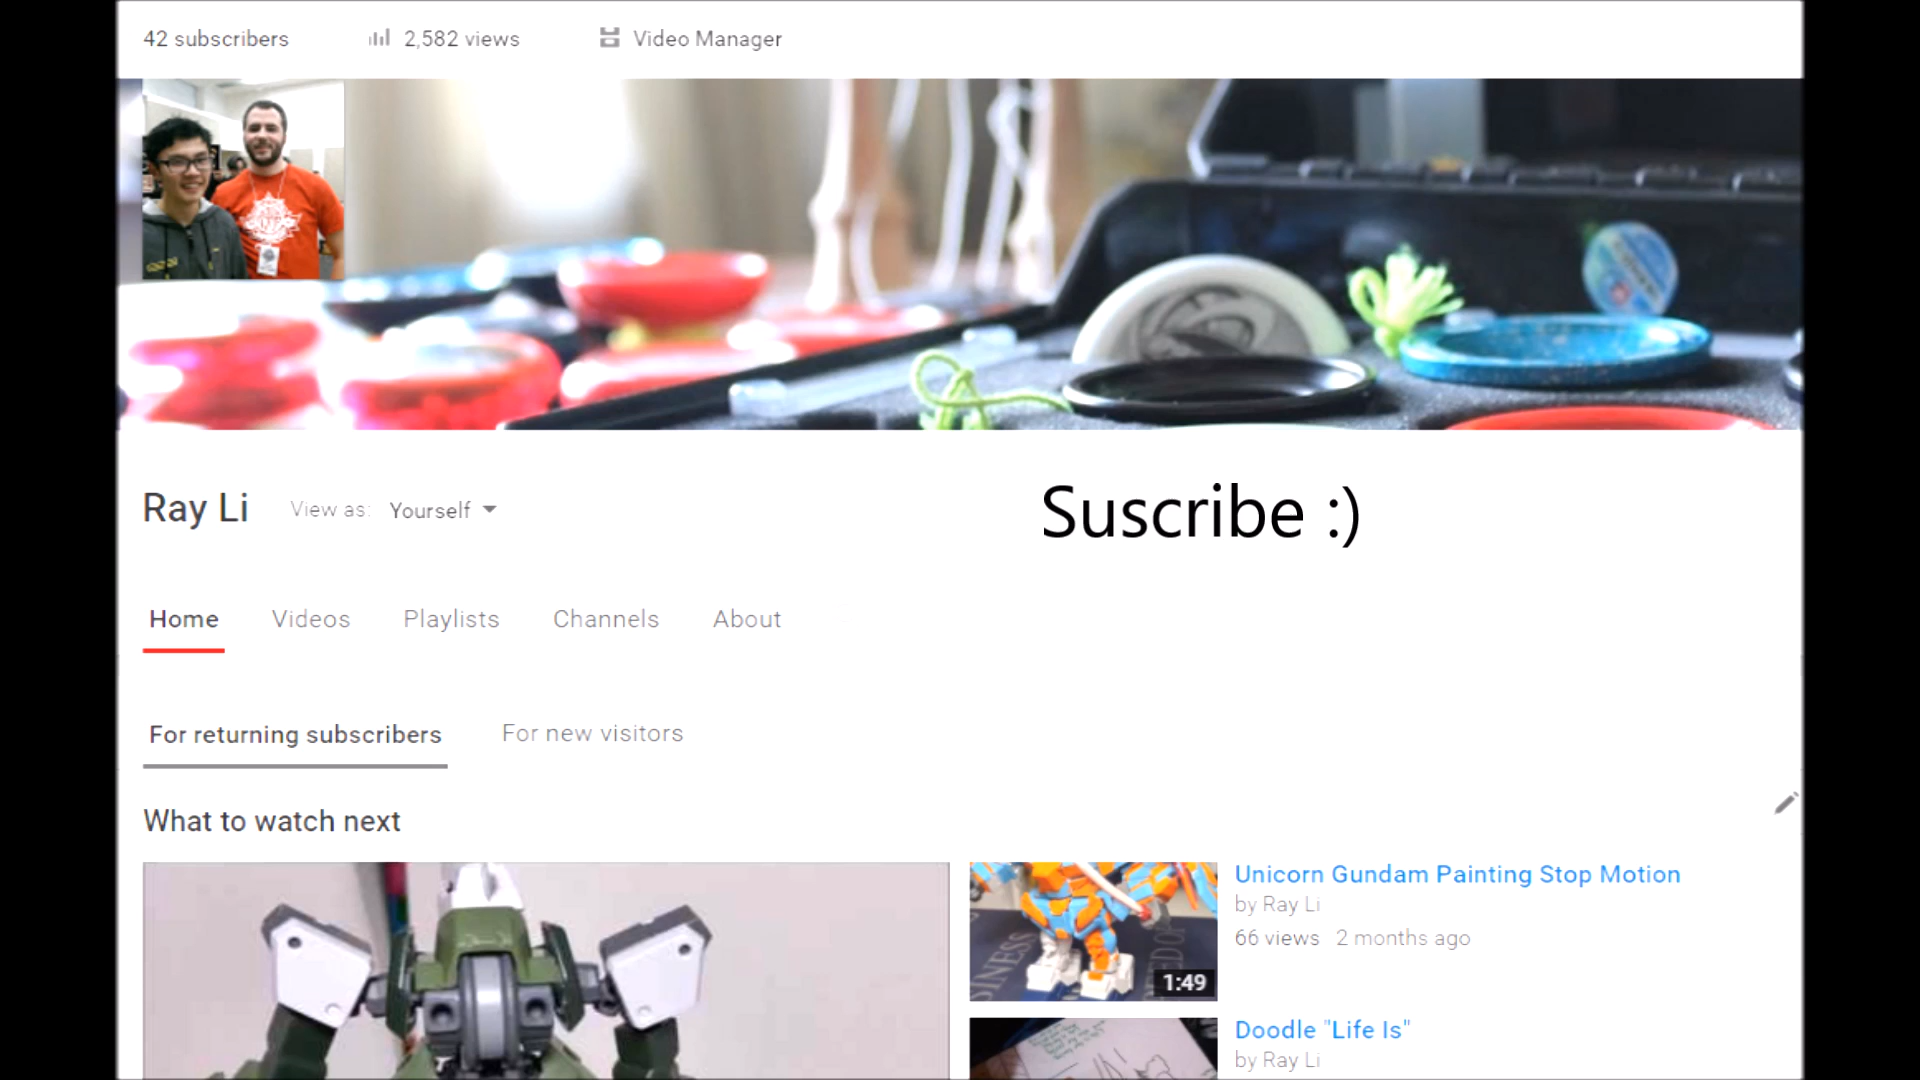 42 subscribers 2,582 views Video Manager
Ray Li View as: Yourself
Suscribe :)
Home Videos Playlists Channels About
For returning subscribers For new visitors
What to watch next
Unicorn Gundam Painting Stop Motion
by Ray Li
66 views 2 months ago
1:49
Doodle "Life Is"
by Ray Li